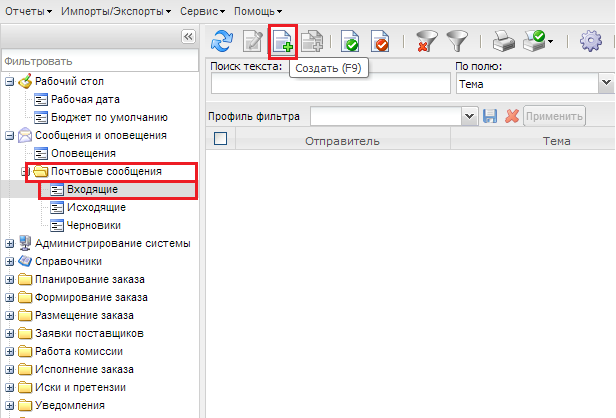 Отчеты Импорты/Экспорты Сервис Помощь
Фильтровать
Рабочий стол
Рабочая дата
Бюджет по умолчанию
Сообщения и оповещения
Оповещения
Почтовые сообщения
Входящие
Исходящие
Черновики
Администрирование системы
Справочники
Планирование заказа
Формирование заказа
Размещение заказа
Заявки поставщиков
Работа комиссии
Исполнение заказа
Иски и претензии
Уведомления
Создать (F9)
Поиск текста: По полю:
Тема
Профиль фильтра Применить
Отправитель Тема